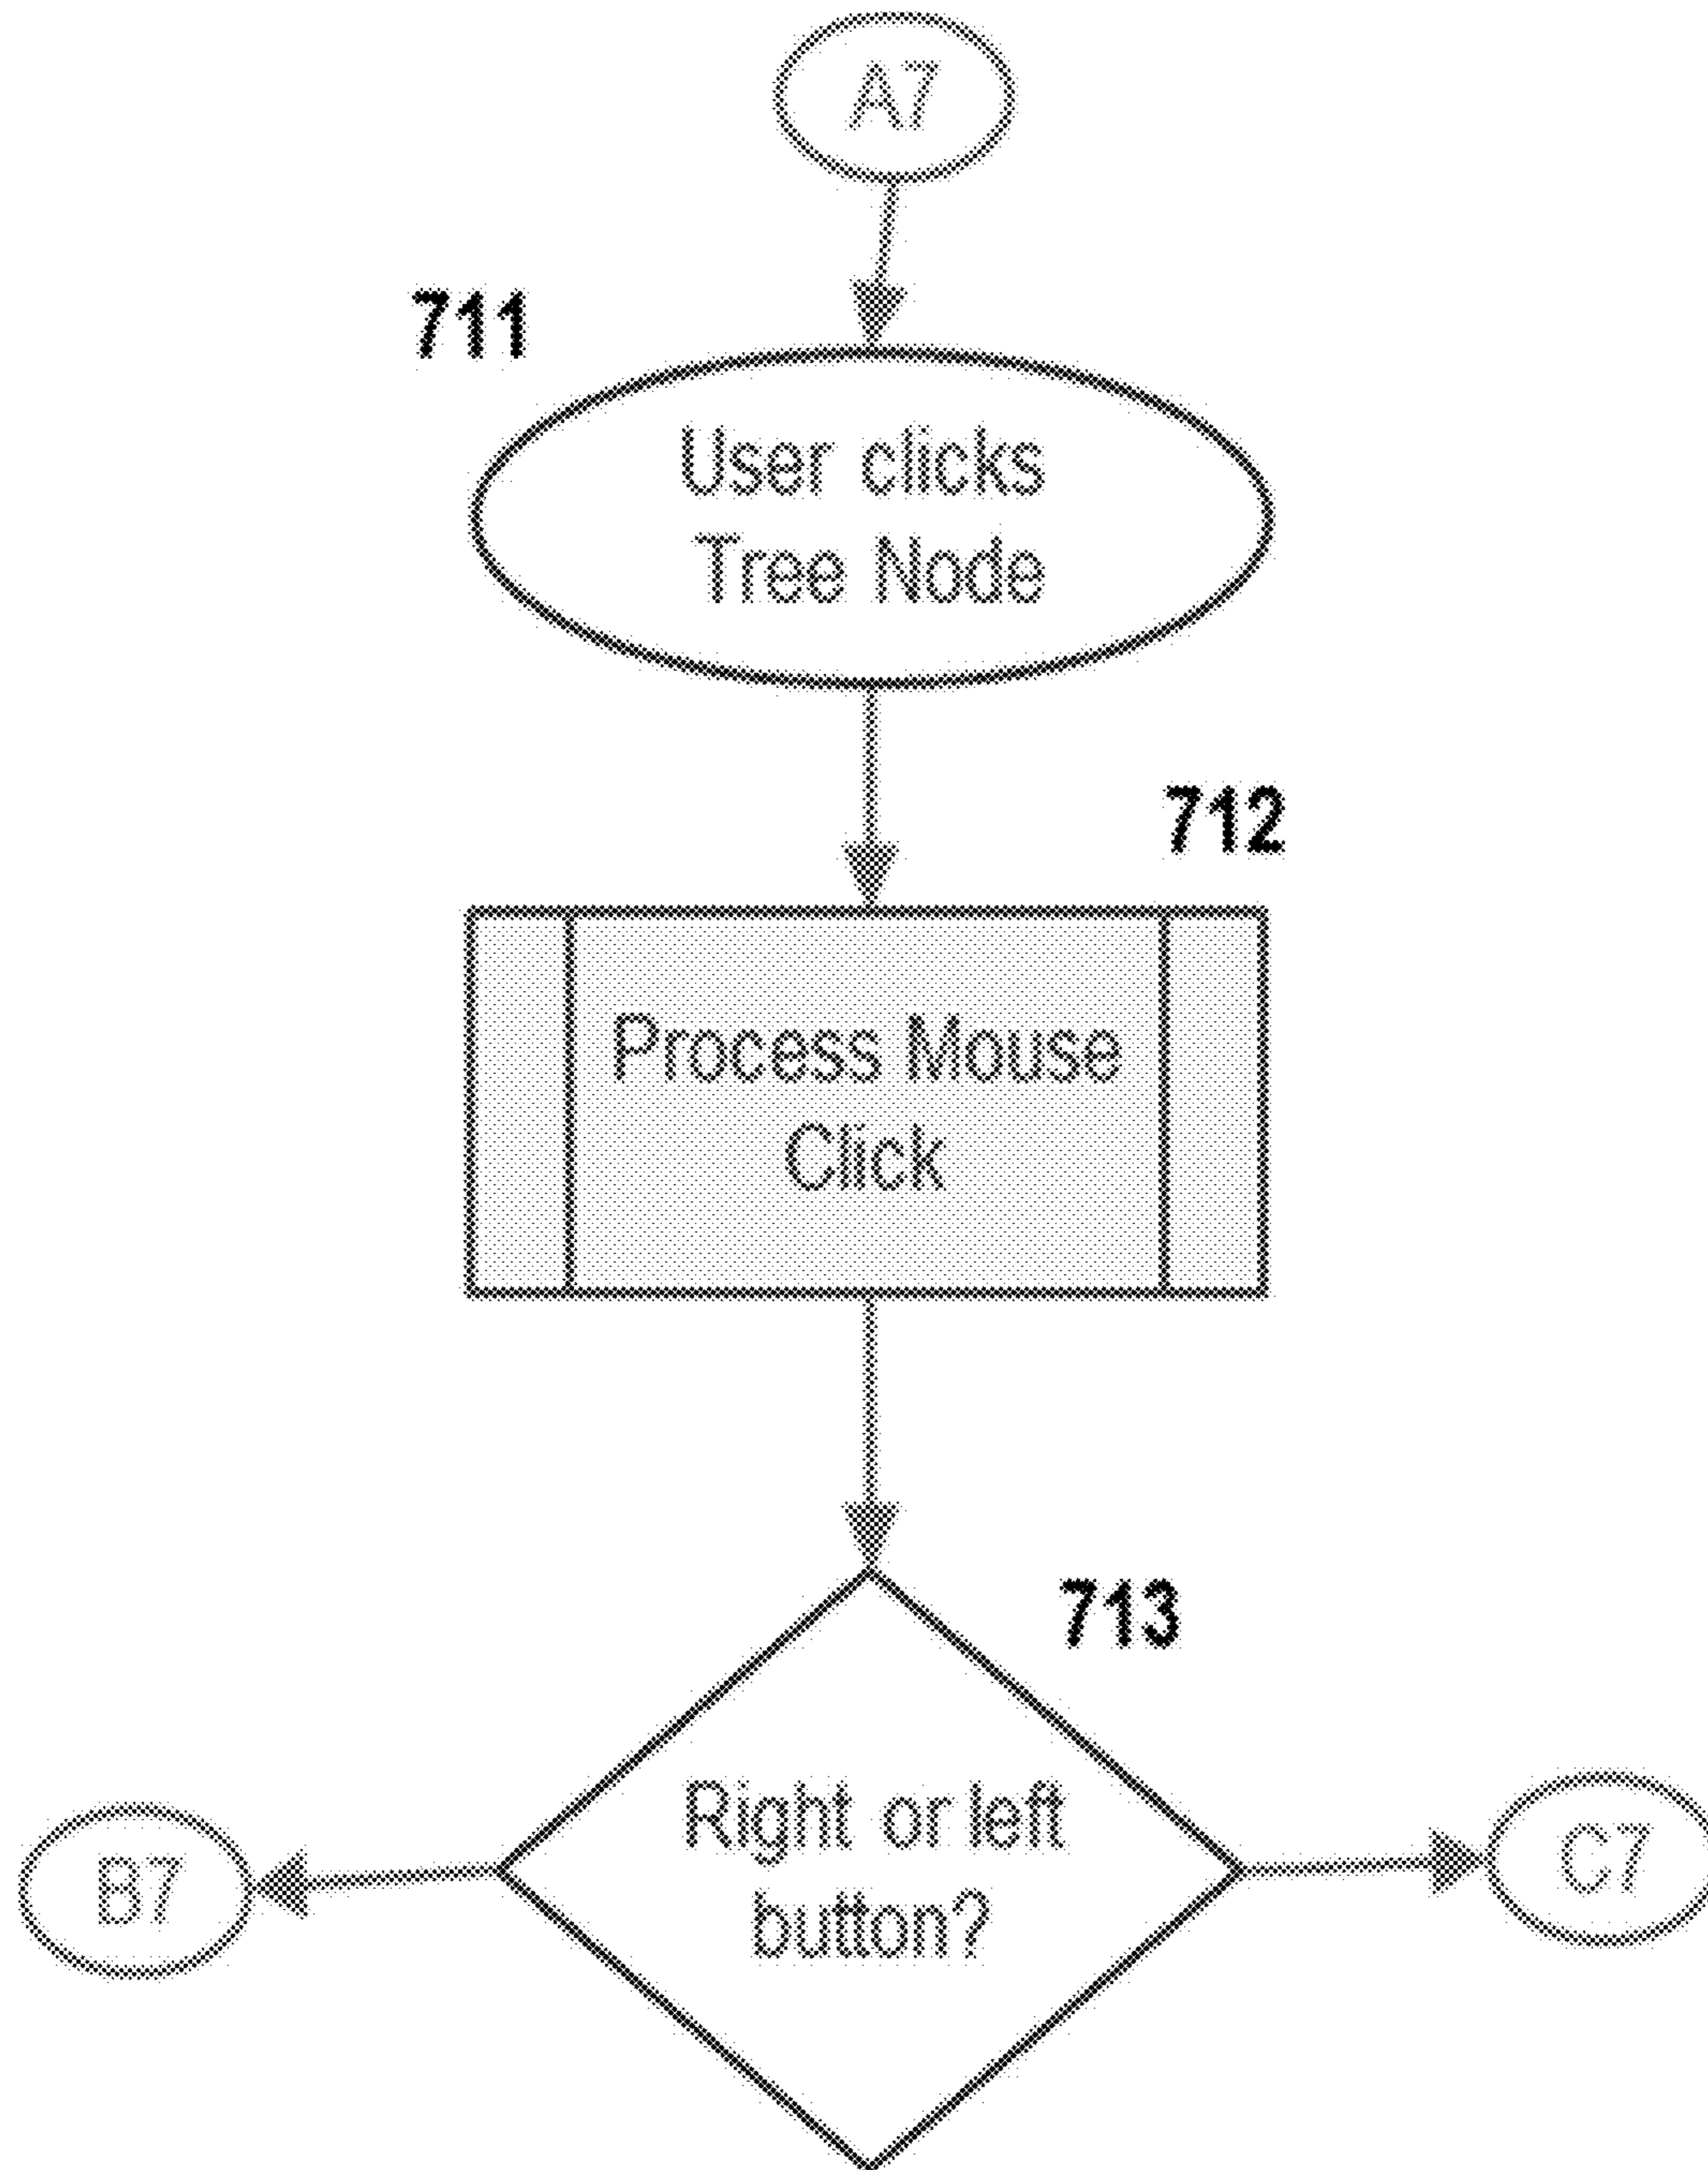 A7
711
User clicks
Tree Node
712
Process Mouse
Click
713
Right or left
button?
B7
C7